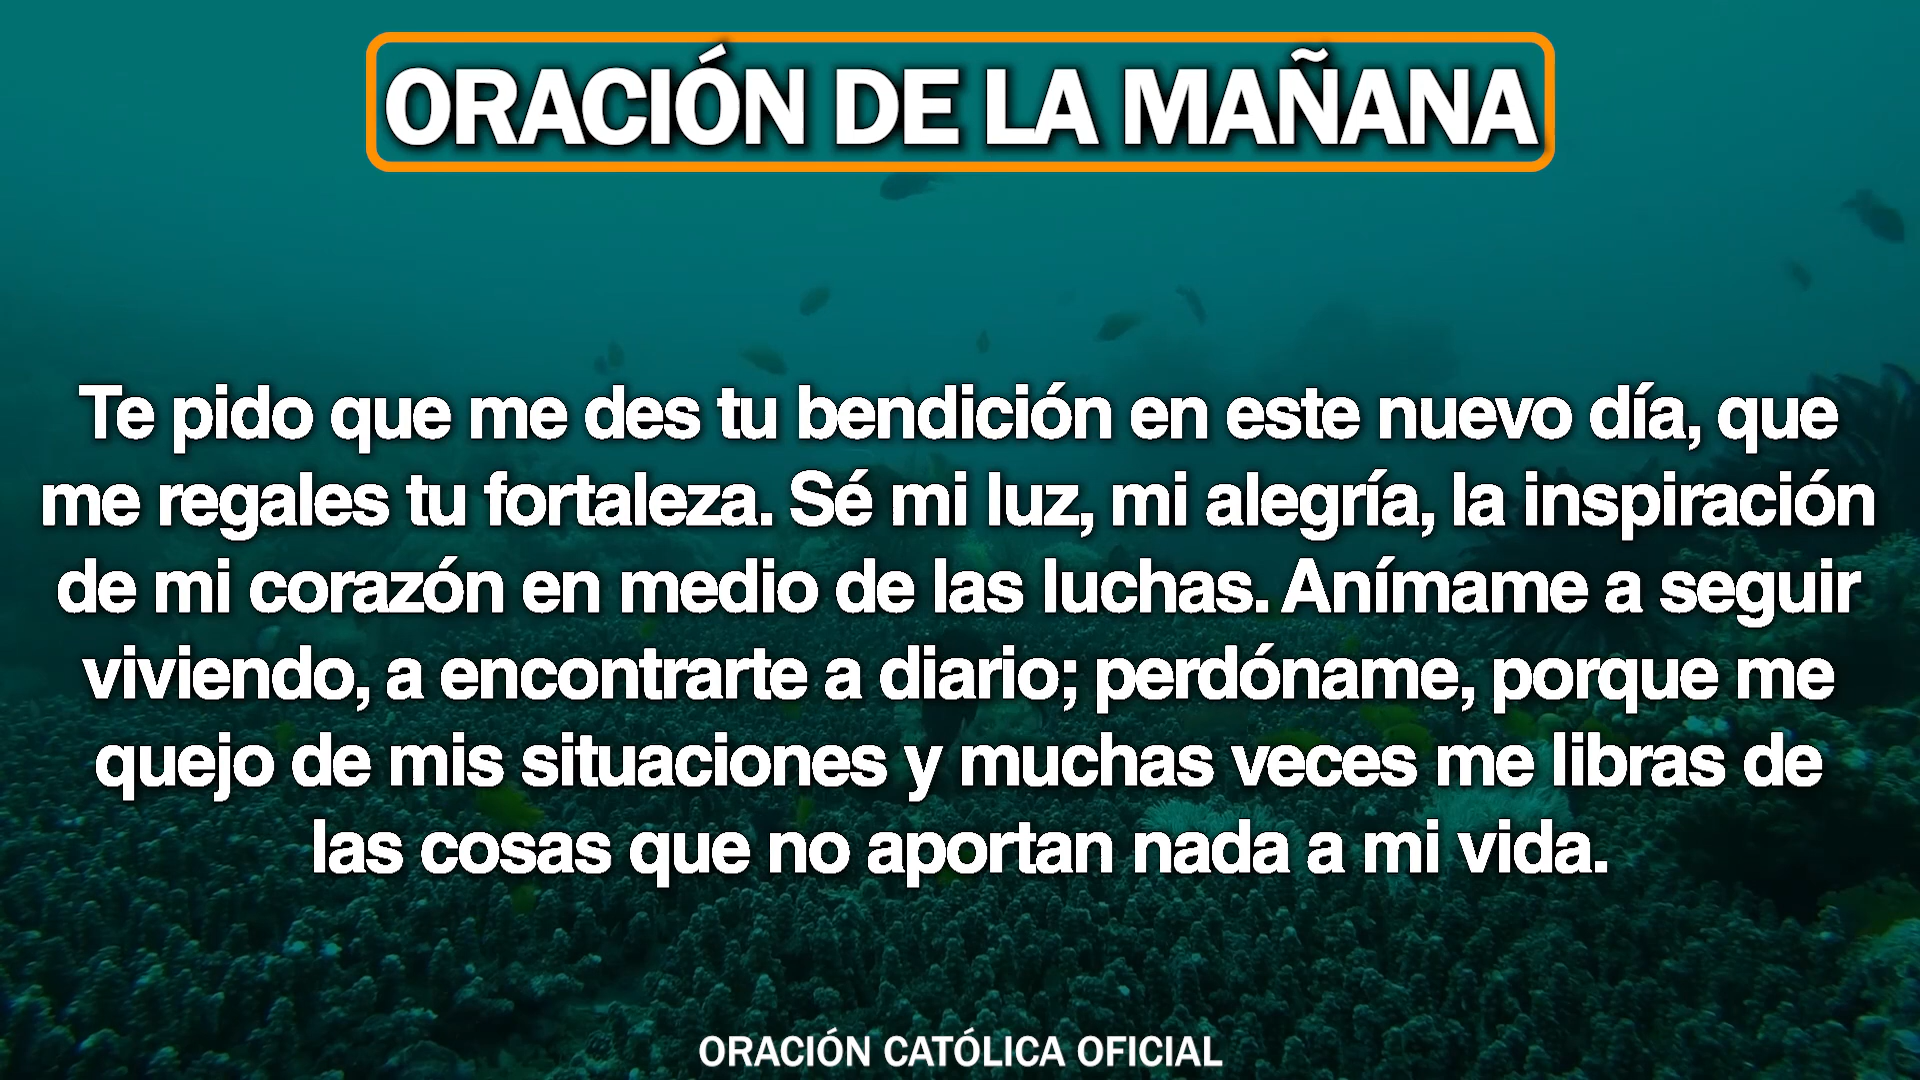 ORACIÓN DE LA MAÑANA
Te pido que me des tu bendición en este nuevo día, que
me regales tu fortaleza. Sé mi luz, mi alegría, la inspiración
de mi corazón en medio de las luchas. Anímame a seguir
viviendo, a encontrarte a diario; perdóname, porque me
quejo de mis situaciones y muchas veces me libras de
las cosas que no aportan nada a mi vida.
ORACIÓN CATÓLICA OFICIAL